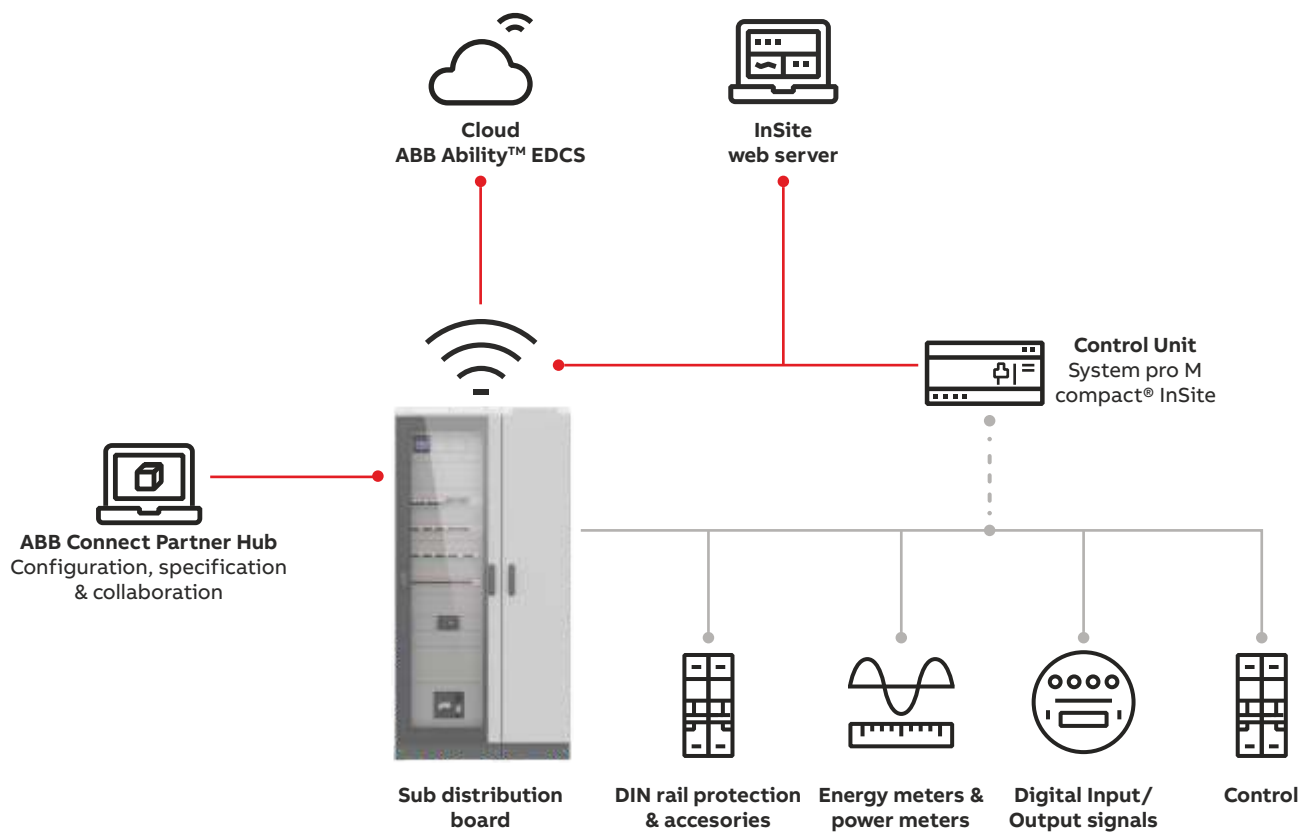 Cloud
ABB Ability™ EDCS
InSite
web server
Control Unit
System pro M
compact® InSite
ABB Connect Partner Hub
Configuration, specification
& collaboration
Sub distribution
board
DIN rail protection
& accesories
Energy meters &
power meters
Digital Input/
Output signals
Control